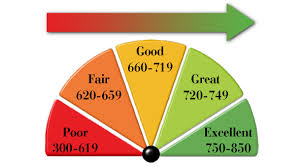 Good
660-719
Fair
620-659
Great
720-749
Poor
300-619
Excellent
750-850